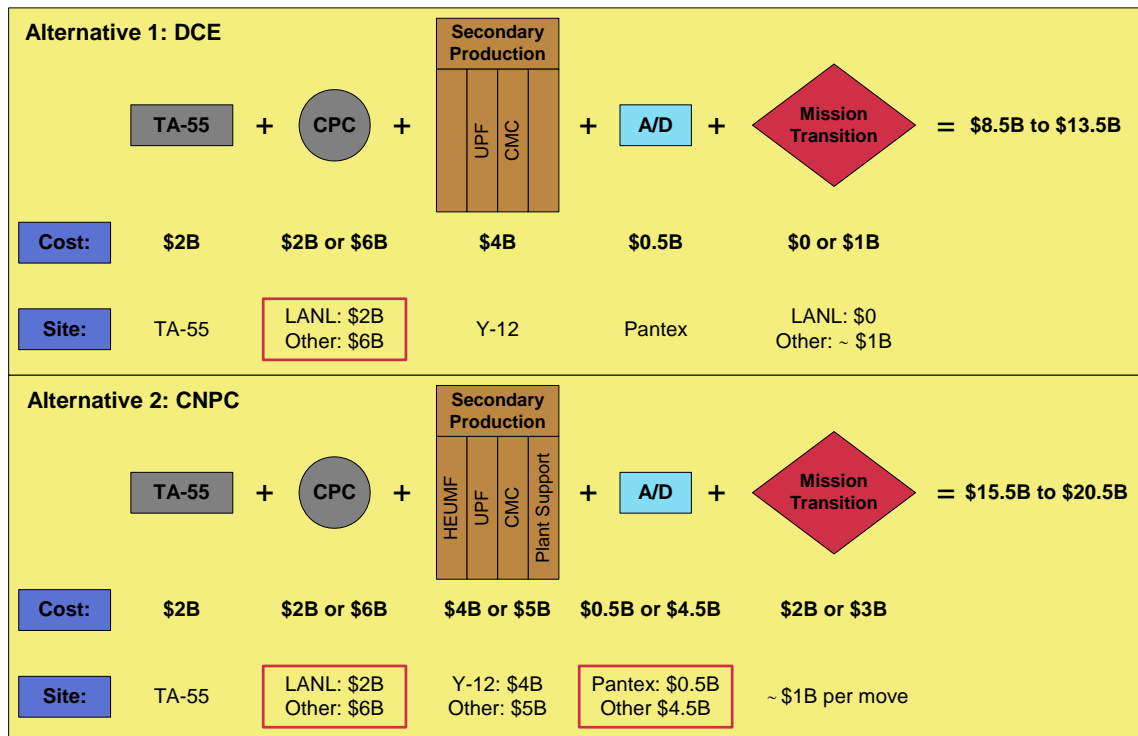 Alternative 1: DCE
Secondary
Production
TA-55 + CPC + UPF CMC + A/D + Mission
Transition = $8.5B to $13.5B
Cost: $2B $2B or $6B $4B $0.5B $0 or $1B
Site: TA-55 LANL: $2B Y-12 Pantex LANL: $0
Other: $6B Other: ~ $1B
Alternative 2: CNPC
Secondary
Production
TA-55 + CPC + HEUMF UPF CMC Plant Support + A/D + Mission
Transition = $15.5B to $20.5B
Cost: $2B $2B or $6B $4B or $5B $0.5B or $4.5B $2B or $3B
Site: TA-55 LANL: $2B Y-12: $4B Pantex: $0.5B ~ $1B per move
Other: $6B Other: $5B Other $4.5B